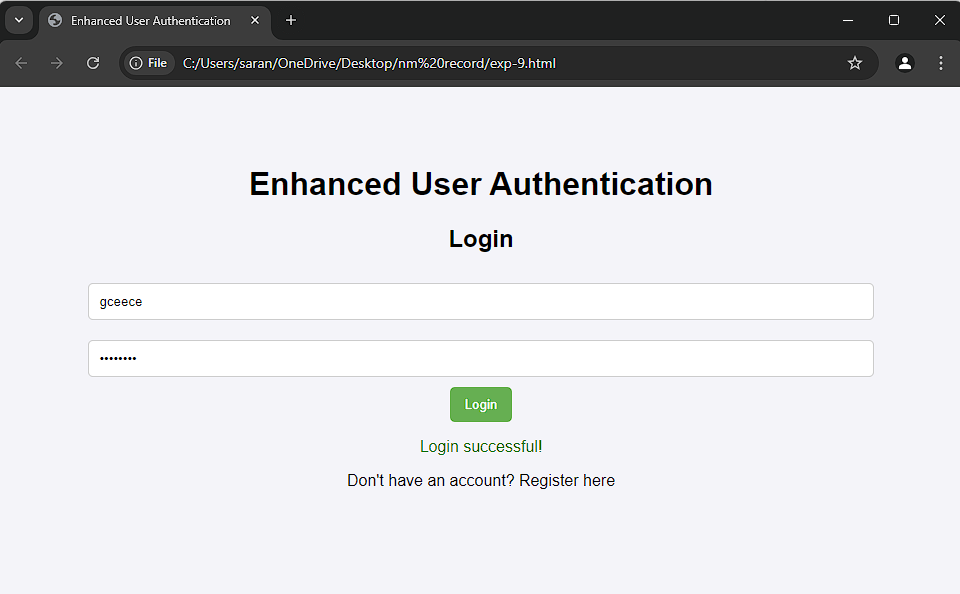 Enhanced User Authentication
File C:/Users/saran/OneDrive/Desktop/nm%20record/exp-9.html
Enhanced User Authentication
Login
gceece
••••••••
Login
Login successful!
Don't have an account? Register here